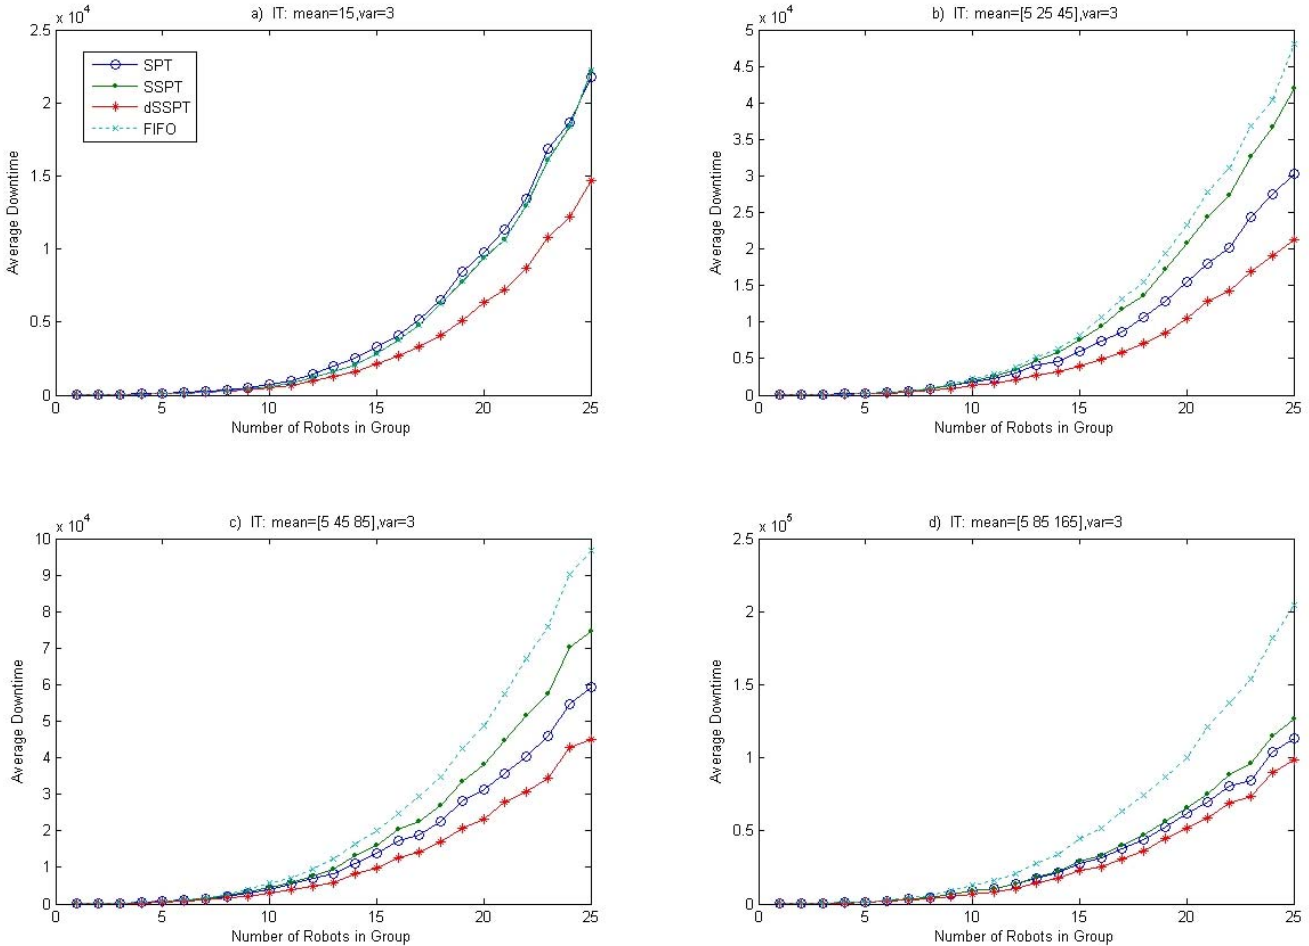 a) IT: mean=15,var=3
x 10^4
2.5
2
1.5
1
0.5
0
0 5 10 15 20 25
Average Downtime
Number of Robots in Group
SPT
SSPT
dSSPT
FIFO
b) IT: mean=[5 25 45],var=3
x 10^4
5
4.5
4
3.5
3
2.5
2
1.5
1
0.5
0
0 5 10 15 20 25
Average Downtime
Number of Robots in Group
c) IT: mean=[5 45 85],var=3
x 10^4
10
9
8
7
6
5
4
3
2
1
0
0 5 10 15 20 25
Average Downtime
Number of Robots in Group
d) IT: mean=[5 85 165],var=3
x 10^5
2.5
2
1.5
1
0.5
0
0 5 10 15 20 25
Average Downtime
Number of Robots in Group